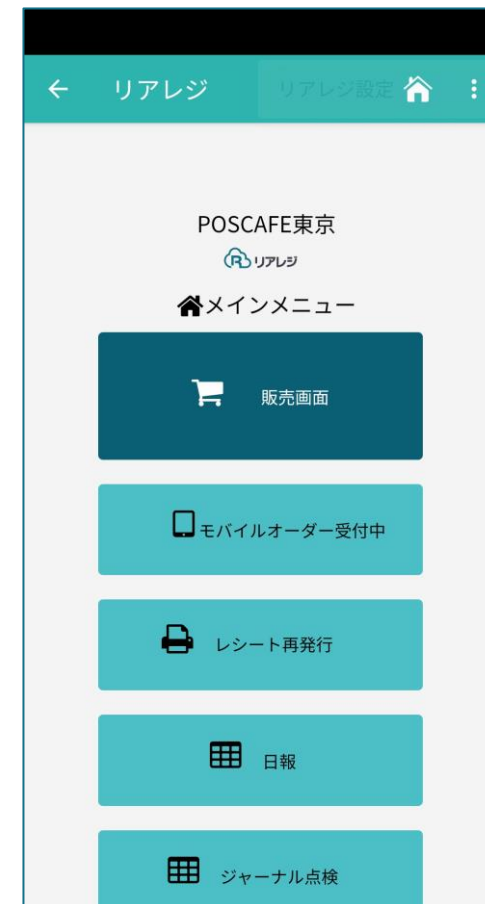 リアレジ リアレジ設定
POSCAFE東京
リアレジ
メインメニュー
販売画面
モバイルオーダー受付中
レシート再発行
日報
ジャーナル点検